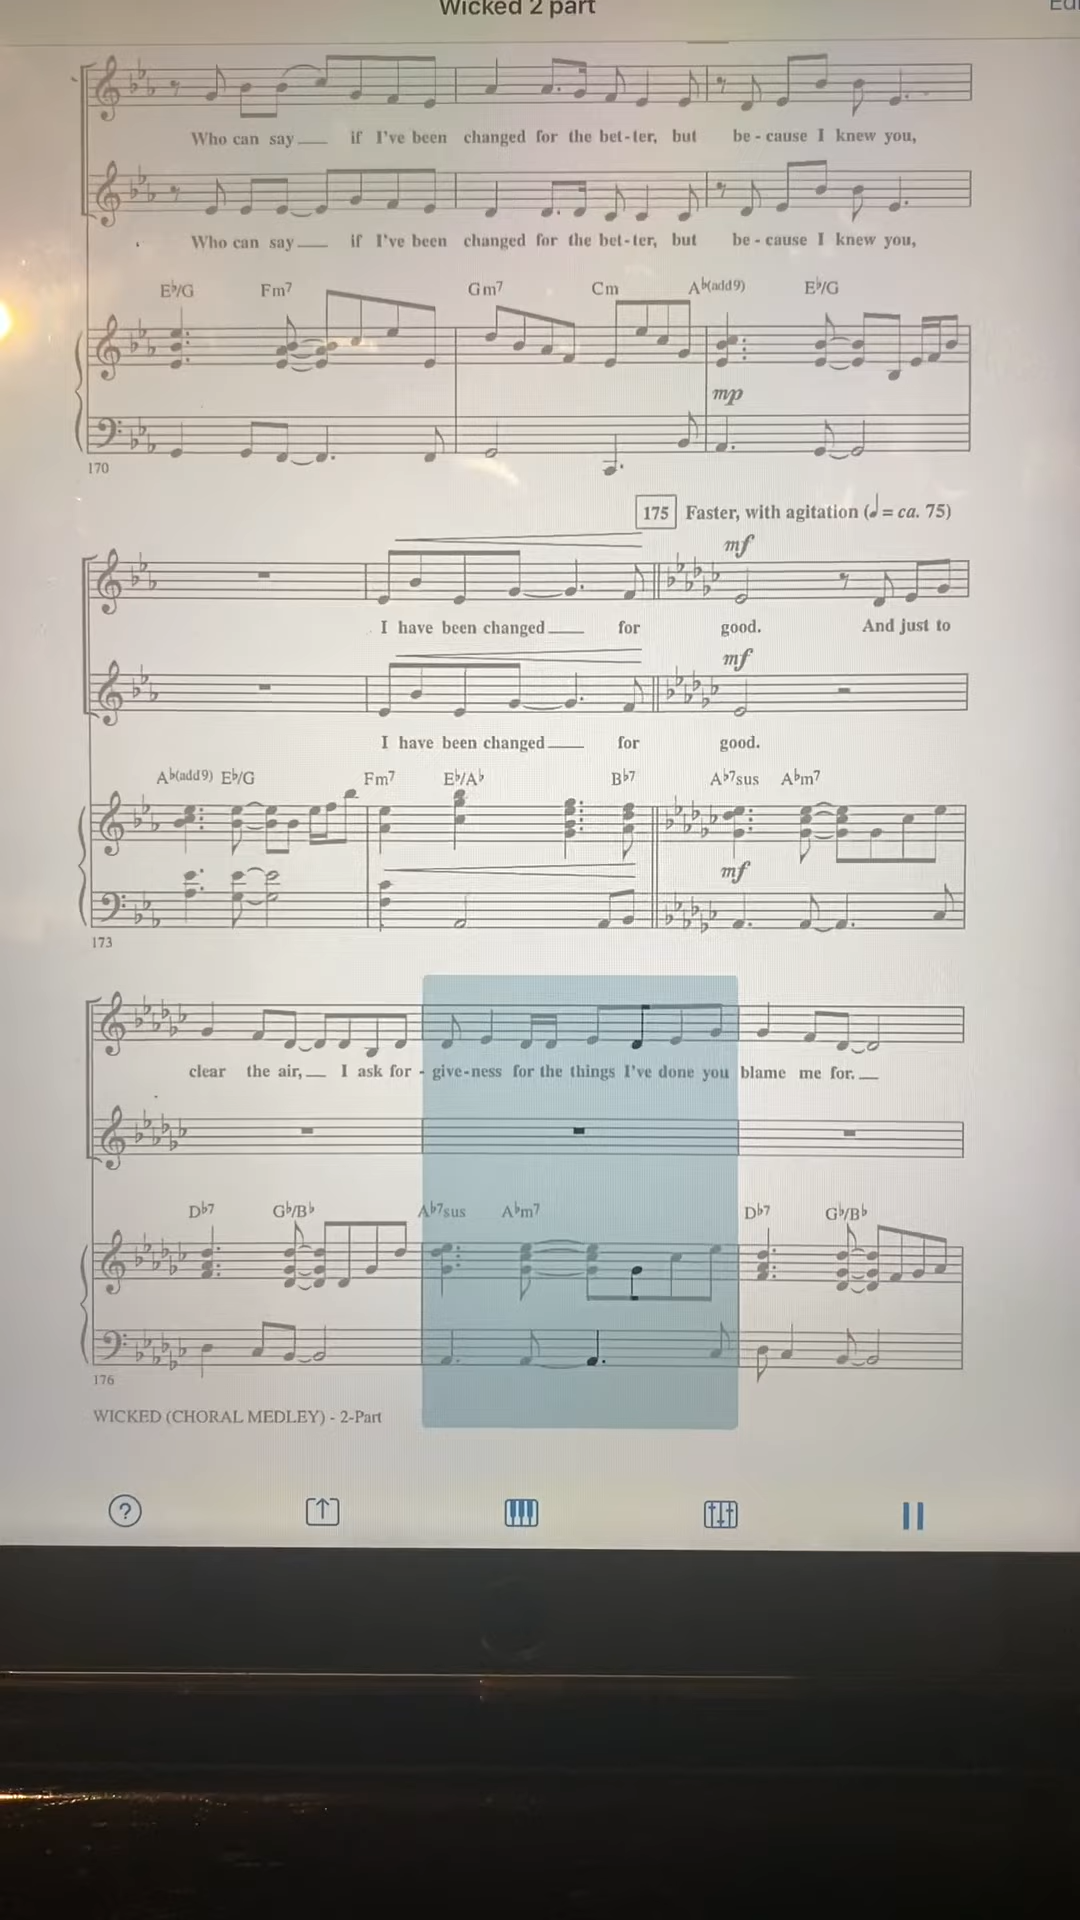 Wicked 2 part
Who can say if I've been changed for the bet-ter, but be-cause I knew you,
Who can say if I've been changed for the bet-ter, but be-cause I knew you,
E♭/G Fm7 Gm7 Cm A♭(add9) E♭/G
mp
170
175 Faster, with agitation (𝅗𝅥 = ca. 75)
mf
I have been changed for good. And just to
mf
I have been changed for good.
A♭(add9) E♭/G Fm7 E♭/A♭ B♭7 A♭7sus A♭m7
mf
173
clear the air, I ask for-give-ness for the things I've done you blame me for.
D♭7 G♭/B♭ A♭7sus A♭m7 D♭7 G♭/B♭
176
WICKED (CHORAL MEDLEY) - 2-Part
?